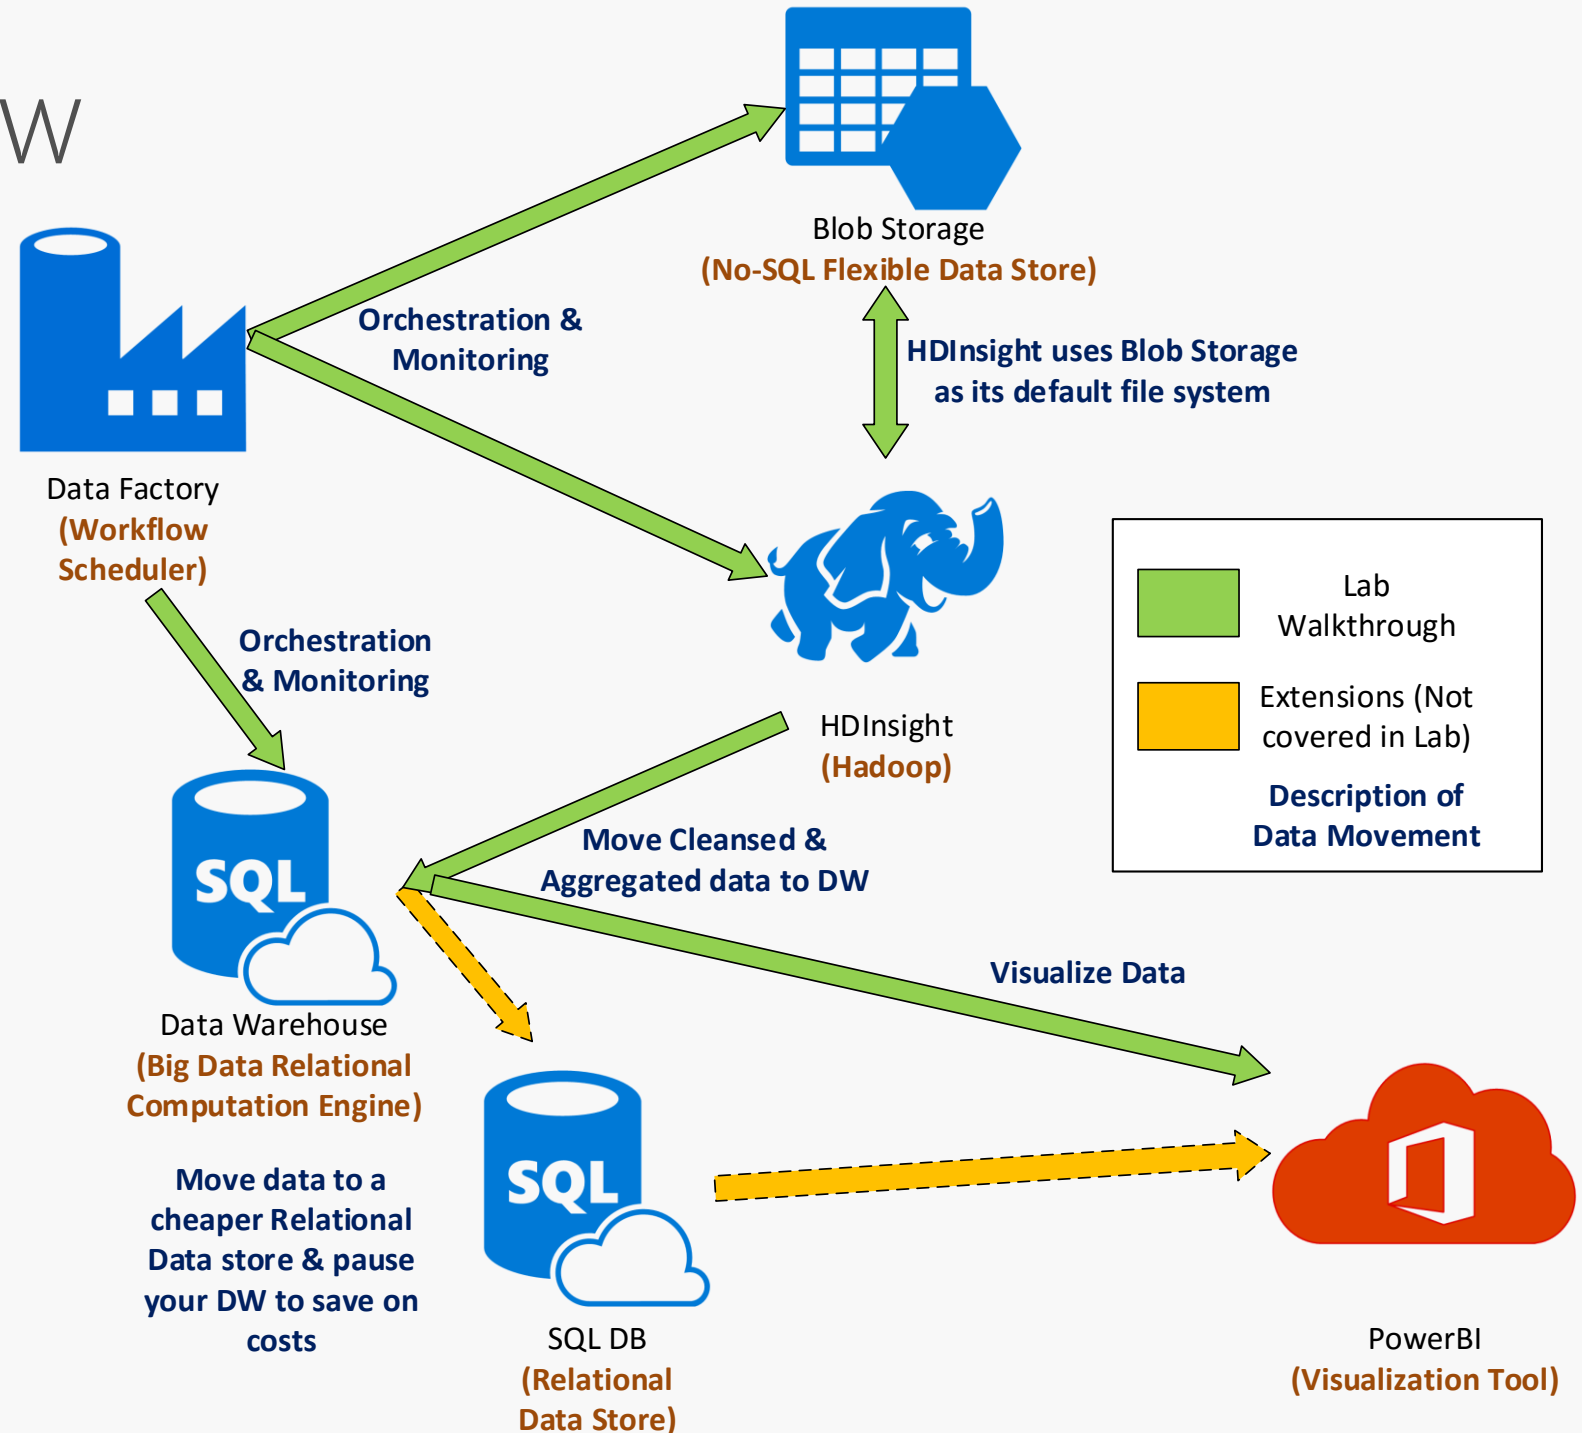 W
Blob Storage
(No-SQL Flexible Data Store)
Orchestration &
Monitoring
HDInsight uses Blob Storage
as its default file system
Data Factory
(Workflow
Scheduler)
Lab
Walkthrough
Orchestration
& Monitoring
Extensions (Not
covered in Lab)
HDInsight
(Hadoop)
Description of
Data Movement
Move Cleansed &
Aggregated data to DW
SQL
Visualize Data
Data Warehouse
(Big Data Relational
Computation Engine)
Move data to a
cheaper Relational
Data store & pause
your DW to save on
costs
SQL
SQL DB
(Relational
Data Store)
PowerBI
(Visualization Tool)